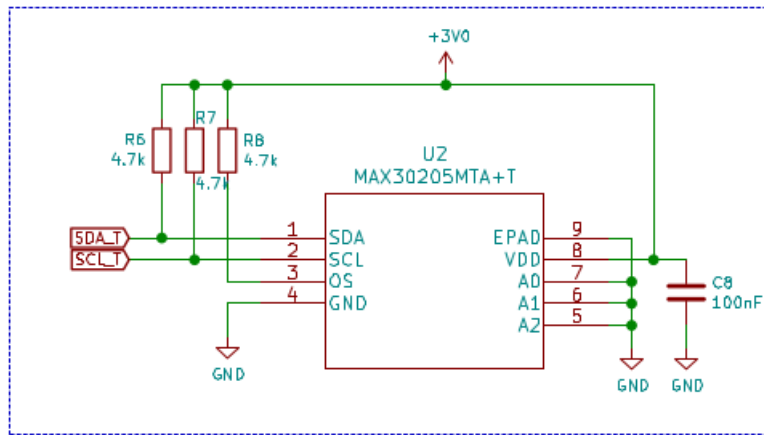 +3V0
R6
4.7k
R7
4.7k
R8
4.7k
U2
MAX30205MTA+T
SDA_T
SCL_T
1
2
3
4
SDA
SCL
OS
GND
EPAD
VDD
A0
A1
A2
9
8
7
6
5
C8
100nF
GND
GND
GND